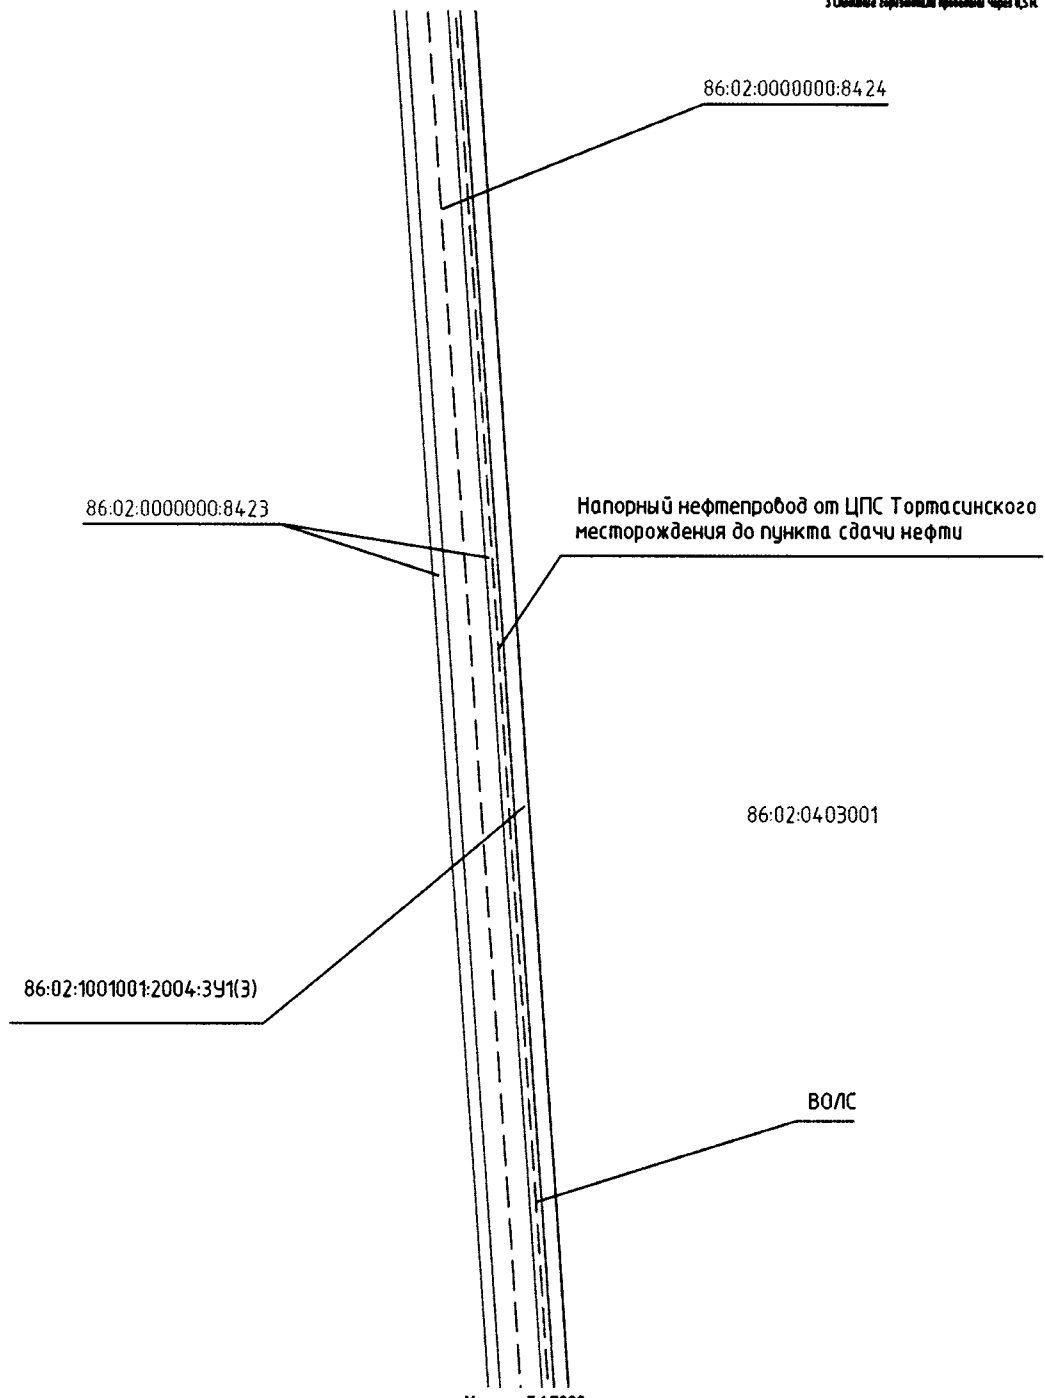 86:02:0000000:8424
86:02:0000000:8423
Напорный нефтепровод от ЦПС Тортасинского
месторождения до пункта сдачи нефти
86:02:0403001
86:02:1001001:2004:ЗУ1(3)
ВОЛС